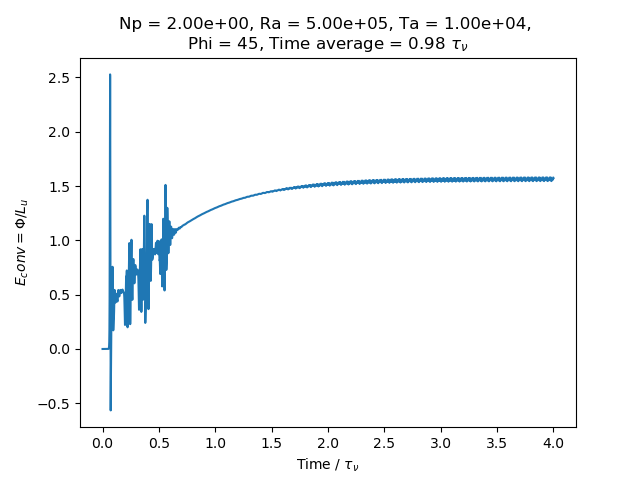 Np = 2.00e+00, Ra = 5.00e+05, Ta = 1.00e+04,
Phi = 45, Time average = 0.98 τν
2.5
2.0
1.5
1.0
0.5
0.0
−0.5
E_conv = Φ/L_u
0.0 0.5 1.0 1.5 2.0 2.5 3.0 3.5 4.0
Time / τν